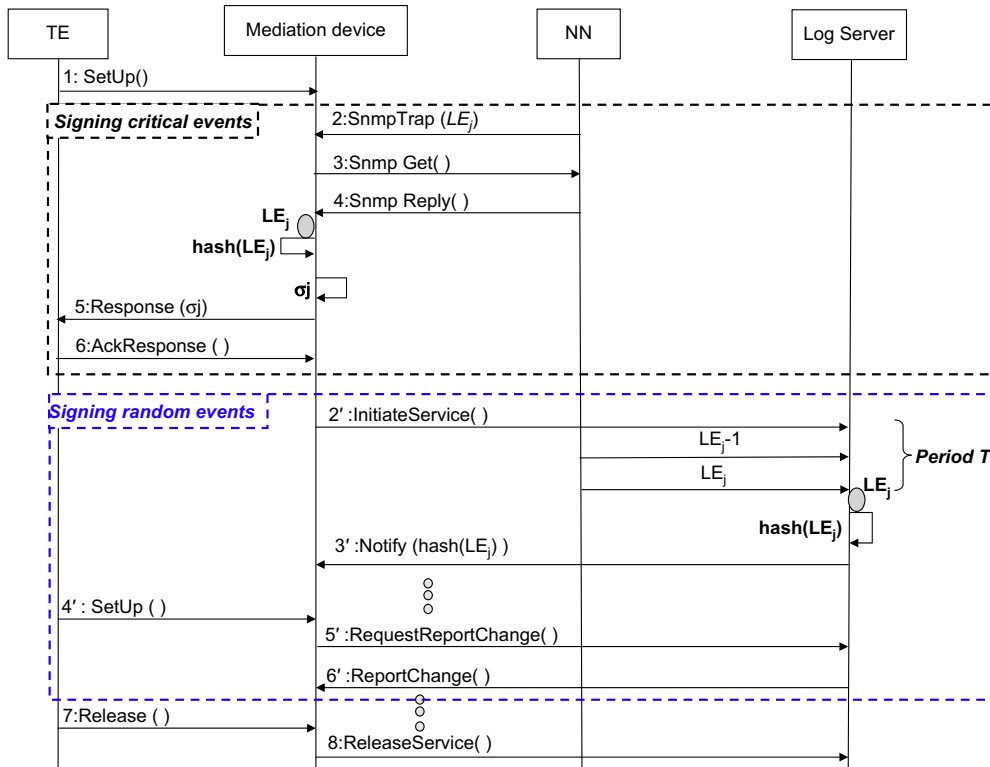 TE
Mediation device
NN
Log Server
1: SetUp()
Signing critical events
2:SnmpTrap (LEj)
3:Snmp Get( )
4:Snmp Reply( )
LEj
hash(LEj)
σj
5:Response (σj)
6:AckResponse ( )
Signing random events
2′ :InitiateService( )
LEj-1
Period T
LEj
LEj
hash(LEj)
3′ :Notify (hash(LEj) )
4′ : SetUp ( )
5′ :RequestReportChange( )
6′ :ReportChange( )
7:Release ( )
8:ReleaseService( )